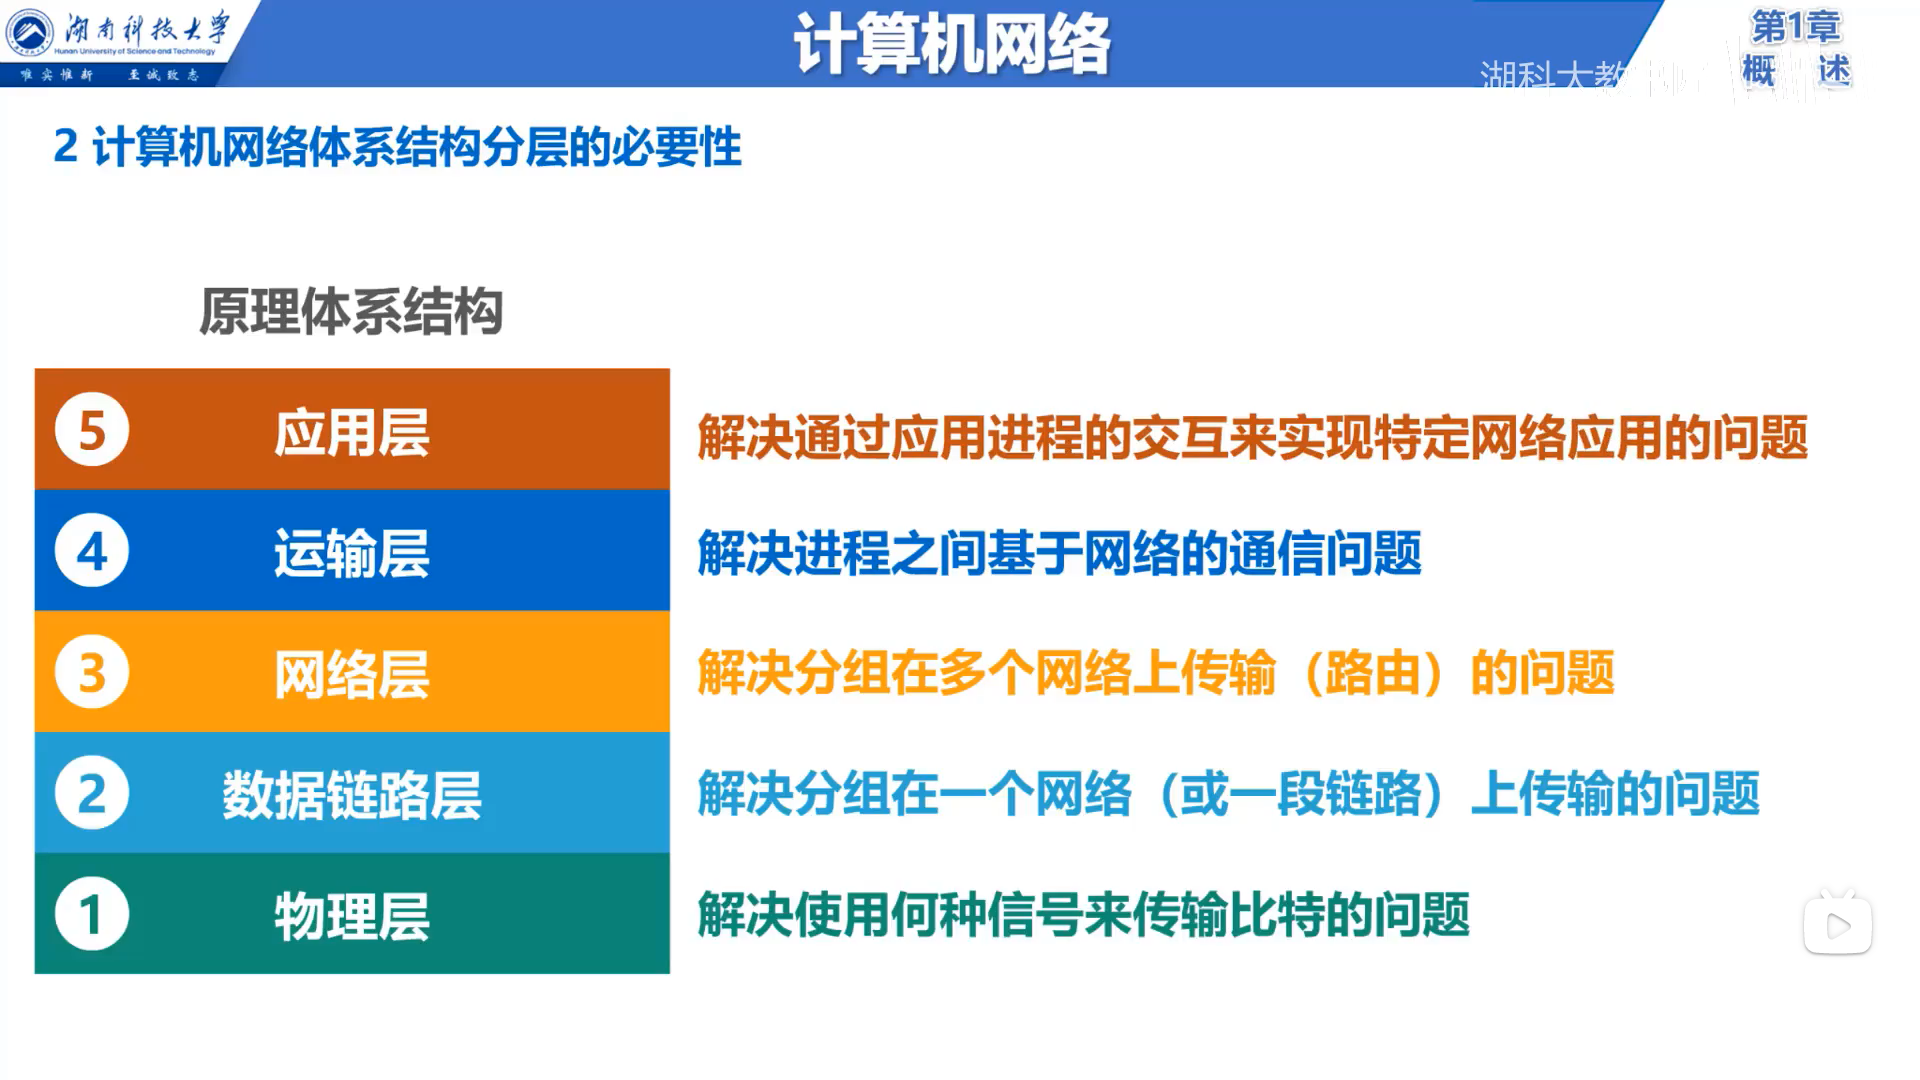 湖南科技大学
Hunan University of Science and Technology
唯实惟新 至诚致志
计算机网络
第1章
概 述
湖科大教
2 计算机网络体系结构分层的必要性
原理体系结构
5 应用层 解决通过应用进程的交互来实现特定网络应用的问题
4 运输层 解决进程之间基于网络的通信问题
3 网络层 解决分组在多个网络上传输（路由）的问题
2 数据链路层 解决分组在一个网络（或一段链路）上传输的问题
1 物理层 解决使用何种信号来传输比特的问题